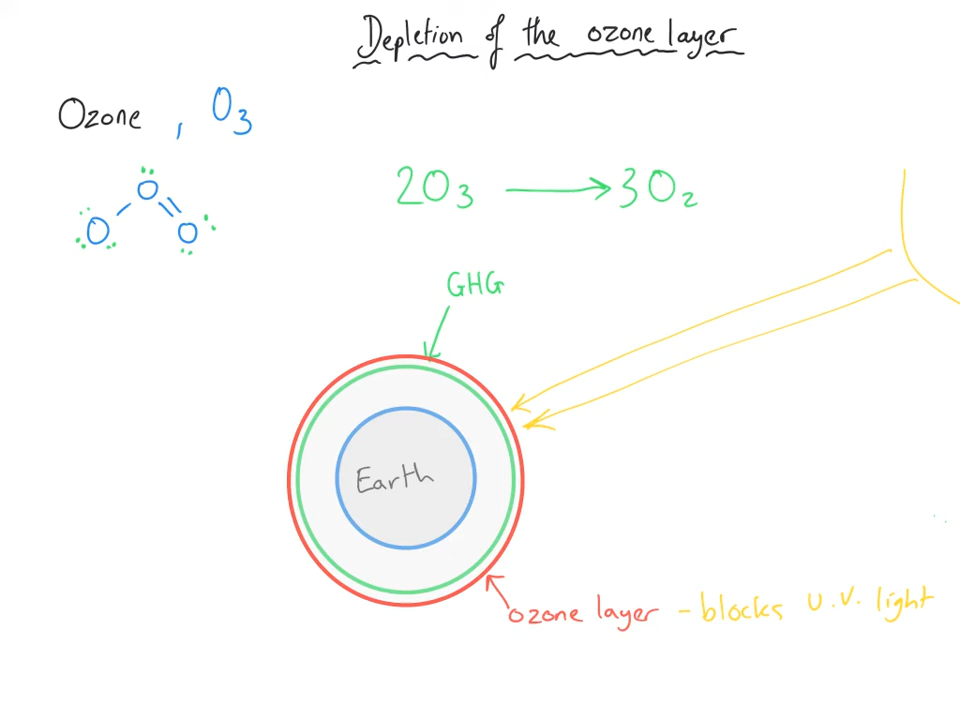 Depletion of the ozone layer
Ozone , O3
O
O O
2O3 → 3O2
GHG
Earth
ozone layer - blocks U.V. light